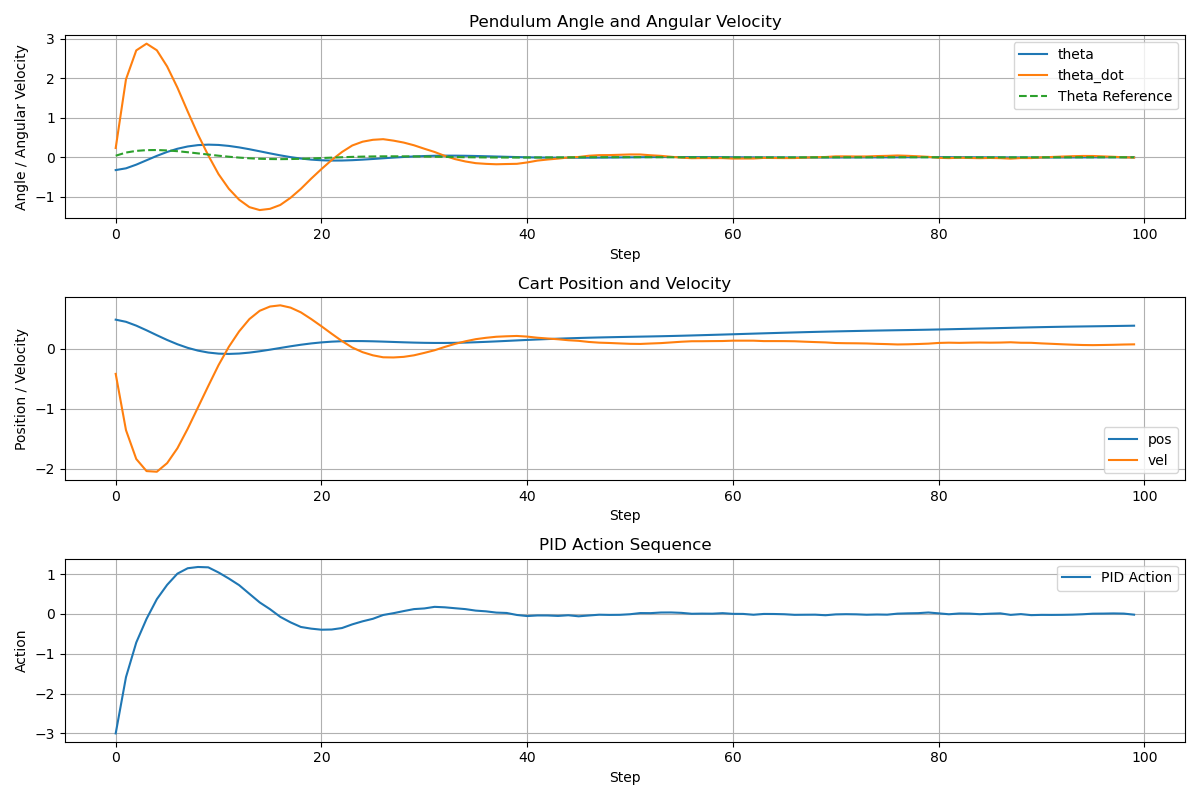 Pendulum Angle and Angular Velocity
Angle / Angular Velocity
3
2
1
0
−1
theta
theta_dot
Theta Reference
0 20 40 60 80 100
Step
Cart Position and Velocity
Position / Velocity
0
−1
−2
pos
vel
0 20 40 60 80 100
Step
PID Action Sequence
Action
1
0
−1
−2
−3
PID Action
0 20 40 60 80 100
Step